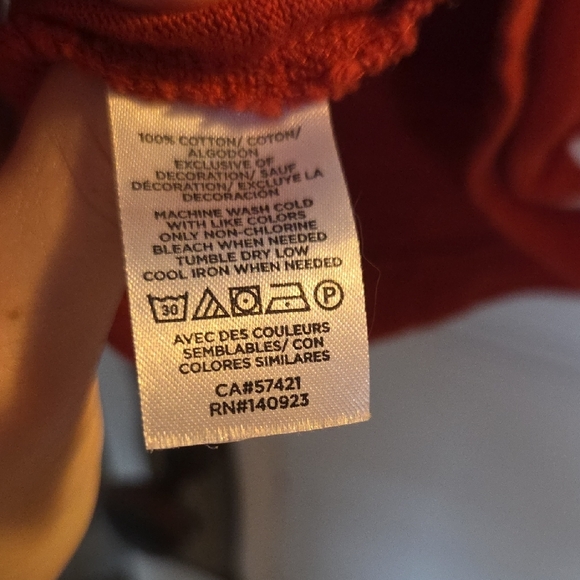 100% COTTON/ COTON/
ALGODÓN
EXCLUSIVE OF
DECORATION/ SAUF
DÉCORATION/ EXCLUYE LA
DECORACIÓN
MACHINE WASH COLD
WITH LIKE COLORS
ONLY NON-CHLORINE
BLEACH WHEN NEEDED
TUMBLE DRY LOW
COOL IRON WHEN NEEDED
30 P
AVEC DES COULEURS
SEMBLABLES/ CON
COLORES SIMILARES
CA#57421
RN#140923